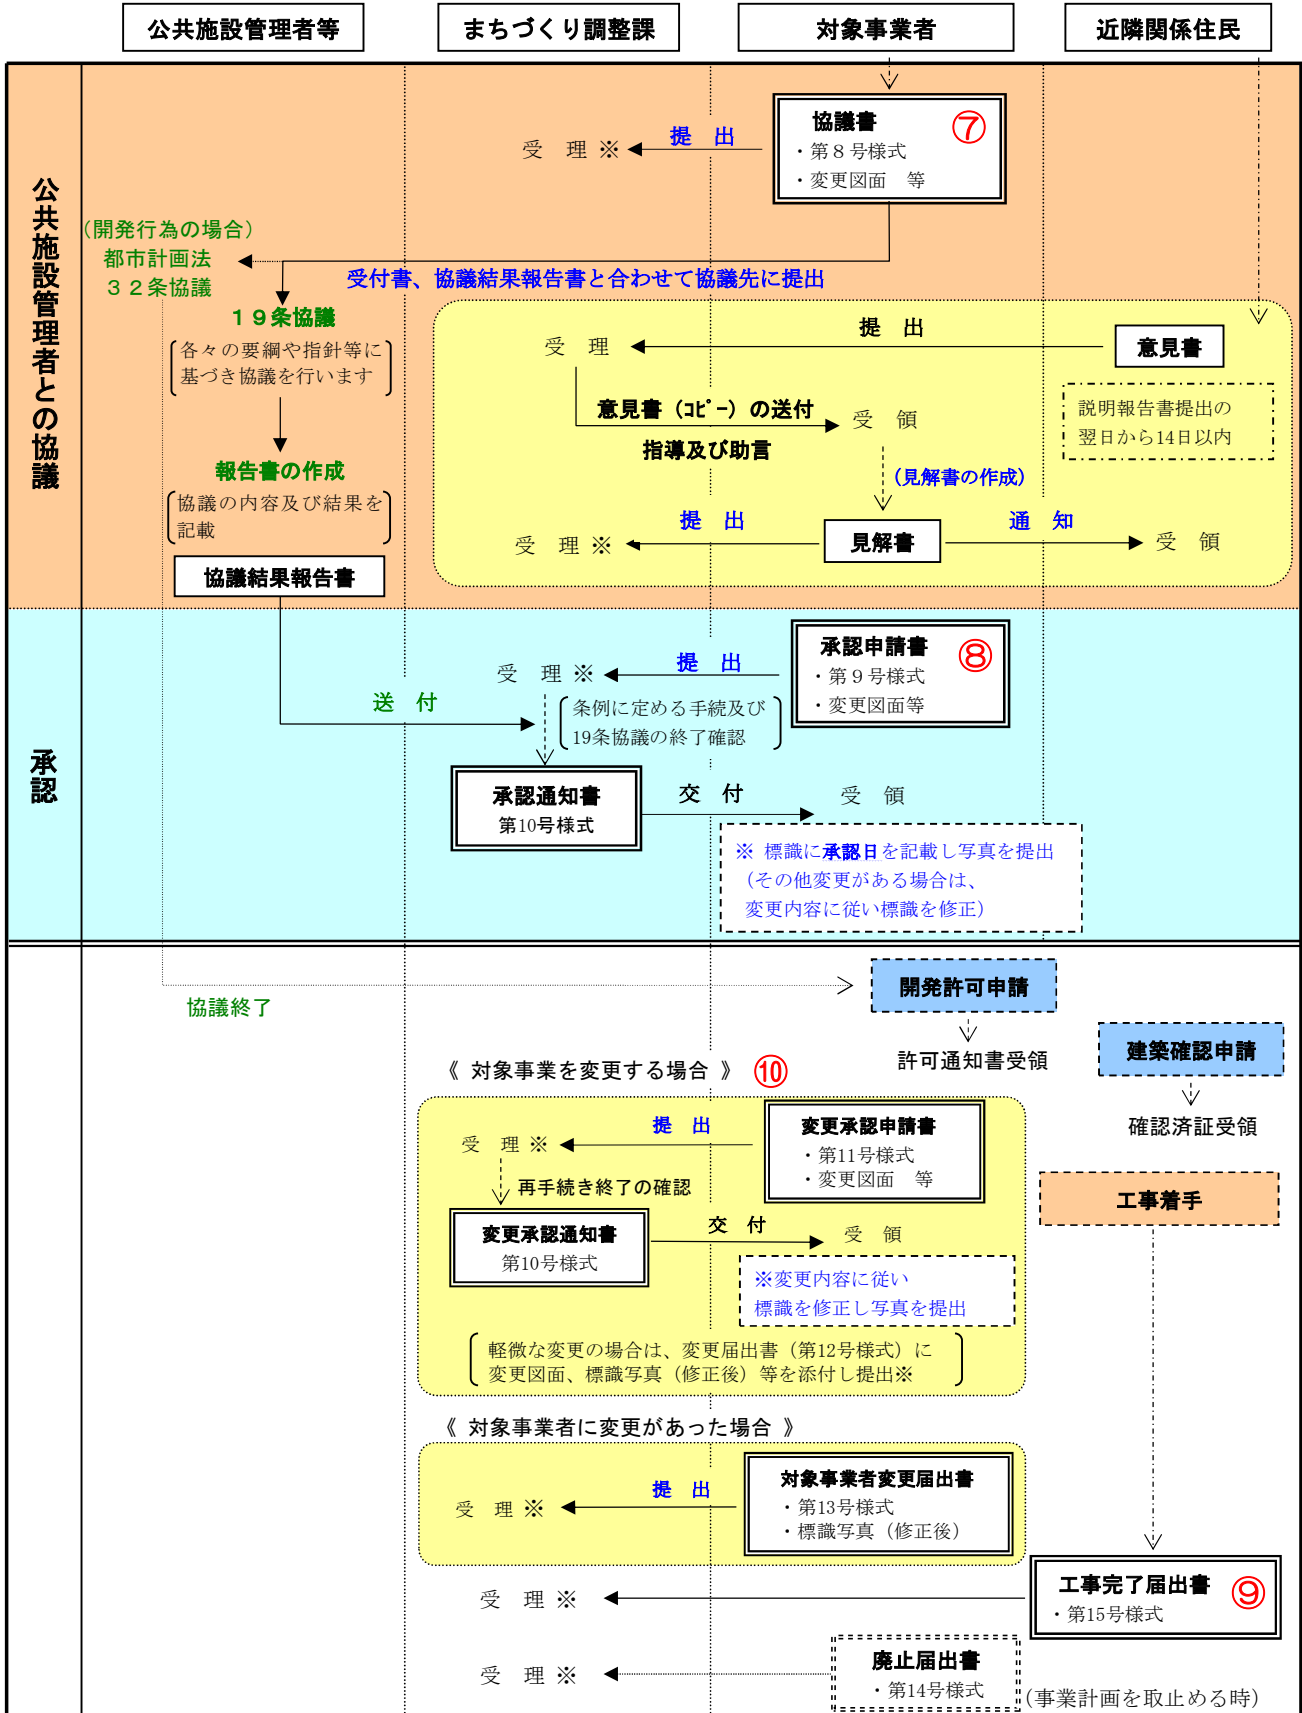 公共施設管理者等
まちづくり調整課
対象事業者
近隣関係住民
公共施設管理者との協議
協議書 ⑦
・第８号様式
・変更図面　等
提　出
受　理 ※
(開発行為の場合)
都市計画法
３２条協議
受付書、協議結果報告書と合わせて協議先に提出
１９条協議
各々の要綱や指針等に
基づき協議を行います
報告書の作成
協議の内容及び結果を
記載
協議結果報告書
提　出
受　理
意見書
説明報告書提出の
翌日から14日以内
意見書（ｺﾋﾟｰ）の送付
受　領
指導及び助言
(見解書の作成)
提　出
通　知
受　理 ※
見解書
受　領
承認
承認申請書 ⑧
・第９号様式
・変更図面等
提　出
受　理 ※
送　付
条例に定める手続及び
19条協議の終了確認
承認通知書
第10号様式
交　付
受　領
※ 標識に承認日を記載し写真を提出
（その他変更がある場合は、
変更内容に従い標識を修正）
開発許可申請
協議終了
許可通知書受領
建築確認申請
確認済証受領
《 対象事業を変更する場合 》 ⑩
変更承認申請書
・第11号様式
・変更図面　等
提　出
受　理 ※
再手続き終了の確認
変更承認通知書
第10号様式
交　付
受　領
※変更内容に従い
標識を修正し写真を提出
軽微な変更の場合は、変更届出書（第12号様式）に
変更図面、標識写真（修正後）等を添付し提出※
工事着手
《 対象事業者に変更があった場合 》
対象事業者変更届出書
・第13号様式
・標識写真（修正後）
提　出
受　理 ※
工事完了届出書 ⑨
・第15号様式
受　理 ※
廃止届出書
・第14号様式
(事業計画を取止める時)
受　理 ※